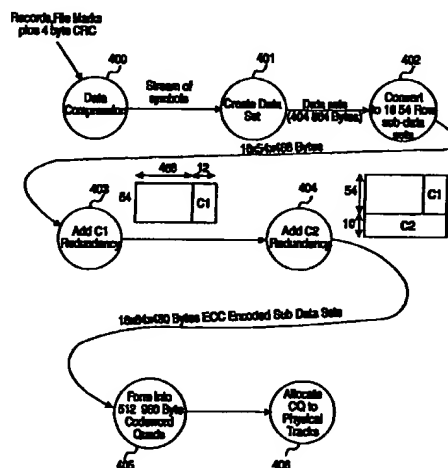 Records, File Marks
plus 4 byte CRC
400
401
402
Data
Compression
Stream of
symbols
Create Data
Set
Data sets
(404 864 Bytes)
Convert
to 16 54 Row
sub-data
sets
16x54x468 Bytes
403
468
12
54
C1
404
54
C1
10
C2
Add C1
Redundancy
Add C2
Redundancy
16x64x480 Bytes ECC Encoded Sub Data Sets
Form Into
512 960 Byte
Codeword
Quads
405
Allocate
CQ to
Physical
Tracks
406